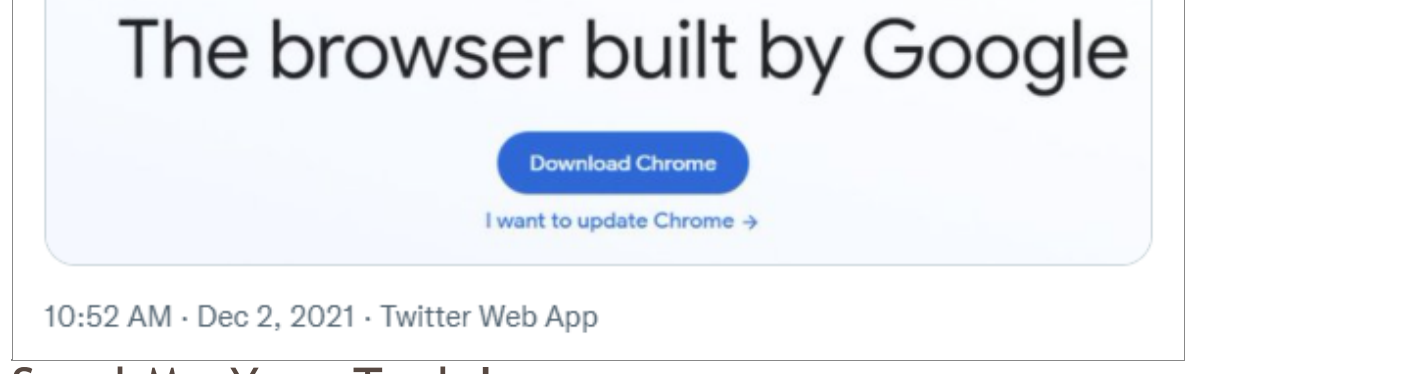 The browser built by Google
Download Chrome
I want to update Chrome →
10:52 AM · Dec 2, 2021 · Twitter Web App